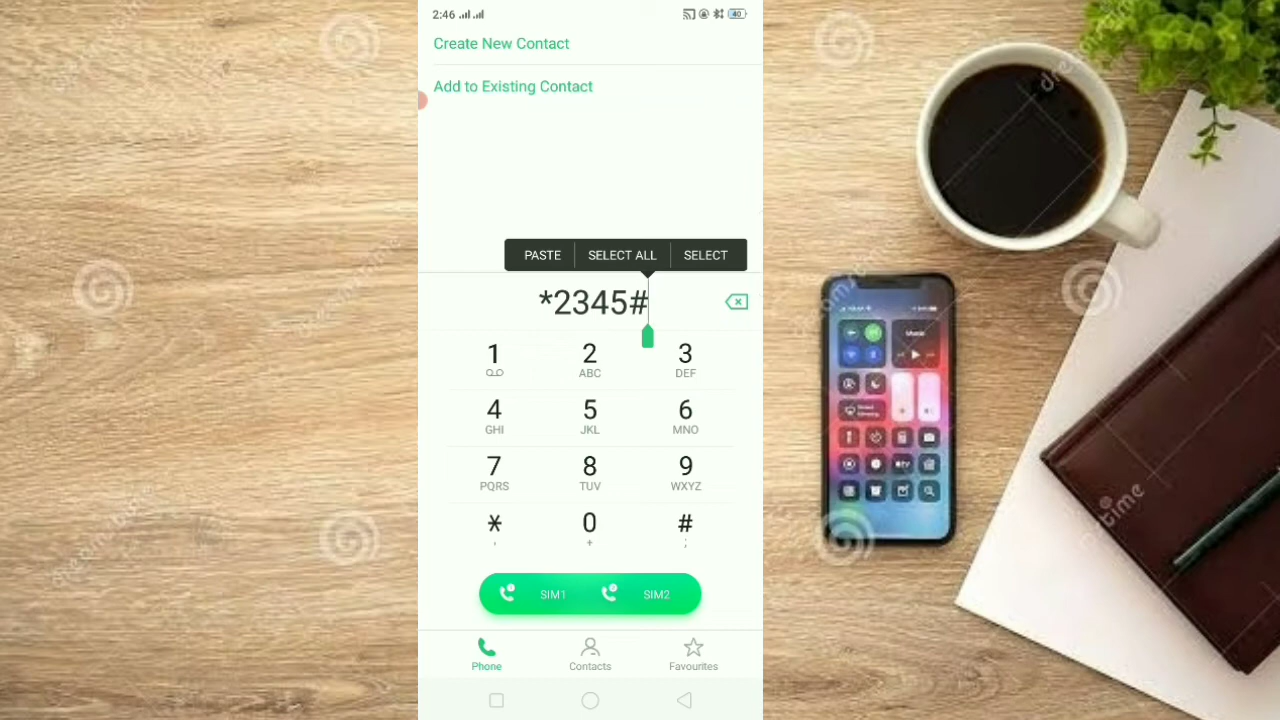 2:46
40
Create New Contact
Add to Existing Contact
PASTE SELECT ALL SELECT
*2345#
1 2 3
ABC DEF
4 5 6
GHI JKL MNO
7 8 9
PQRS TUV WXYZ
* 0 #
, + ;
SIM1 SIM2
Phone Contacts Favourites